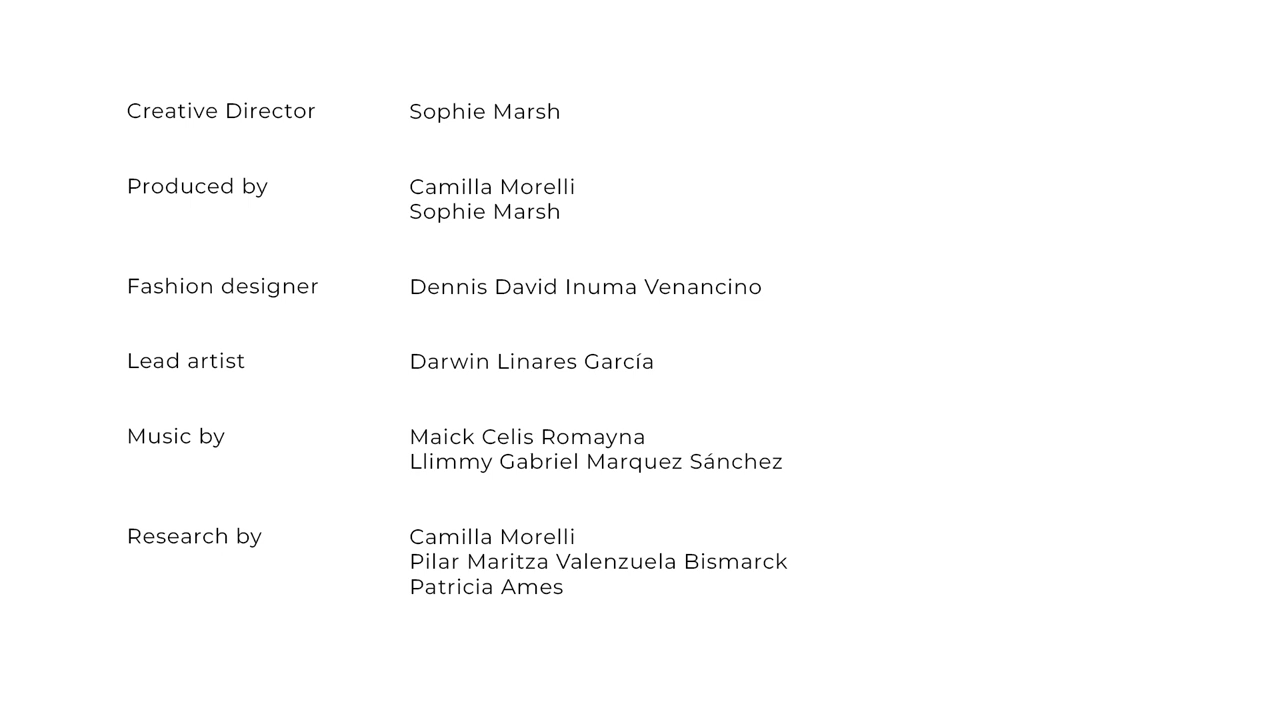 Creative Director Sophie Marsh
Produced by Camilla Morelli
Sophie Marsh
Fashion designer Dennis David Inuma Venancino
Lead artist Darwin Linares García
Music by Maick Celis Romayna
Llimmy Gabriel Marquez Sánchez
Research by Camilla Morelli
Pilar Maritza Valenzuela Bismarck
Patricia Ames